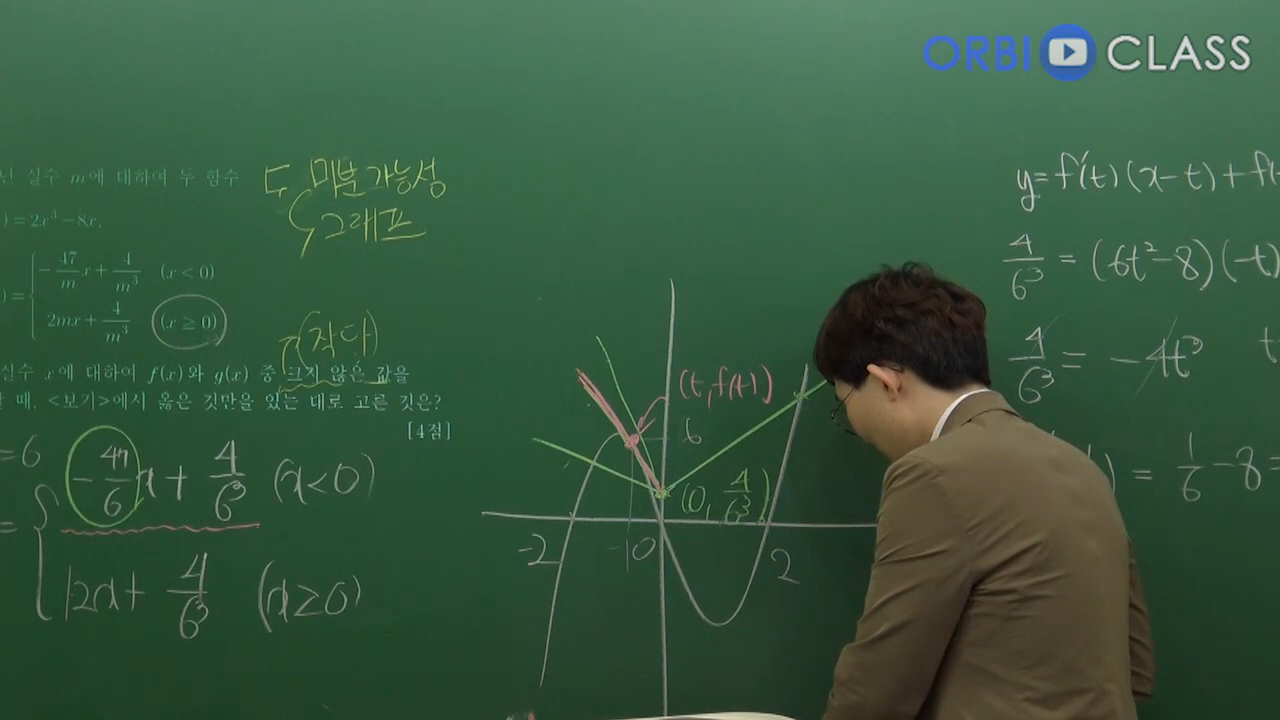 ORBI CLASS
닌 실수 m에 대하여 두 함수
) = 2x³ - 8x,
) = { -47/m x + 4/m³ (x < 0)
2mx + 4/m³ (x ≥ 0)
실수 x에 대하여 f(x)와 g(x) 중 크지 않은 값을
할 때, <보기>에서 옳은 것만을 있는 대로 고른 것은?
[4점]
미분가능성
그래프
(작다)
=6
= { -47/6 x + 4/6³ (x<0)
12x + 4/6³ (x≥0)
(t, f(t))
6
(0, 4/6³)
-2
-1
0
2
y = f'(t)(x-t) + f(
4/6³ = (6t²-8)(-t)
4/6³ = -4t³
) = 1/6 - 8 =